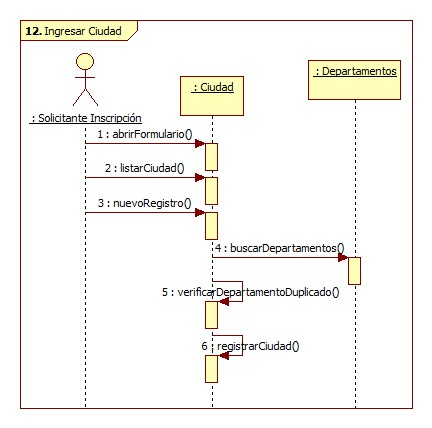 12. Ingresar Ciudad
: Departamentos
: Ciudad
: Solicitante Inscripción
1 : abrirFormulario()
2 : listarCiudad()
3 : nuevoRegistro()
4 : buscarDepartamentos()
5 : verificarDepartamentoDuplicado()
6 : registrarCiudad()